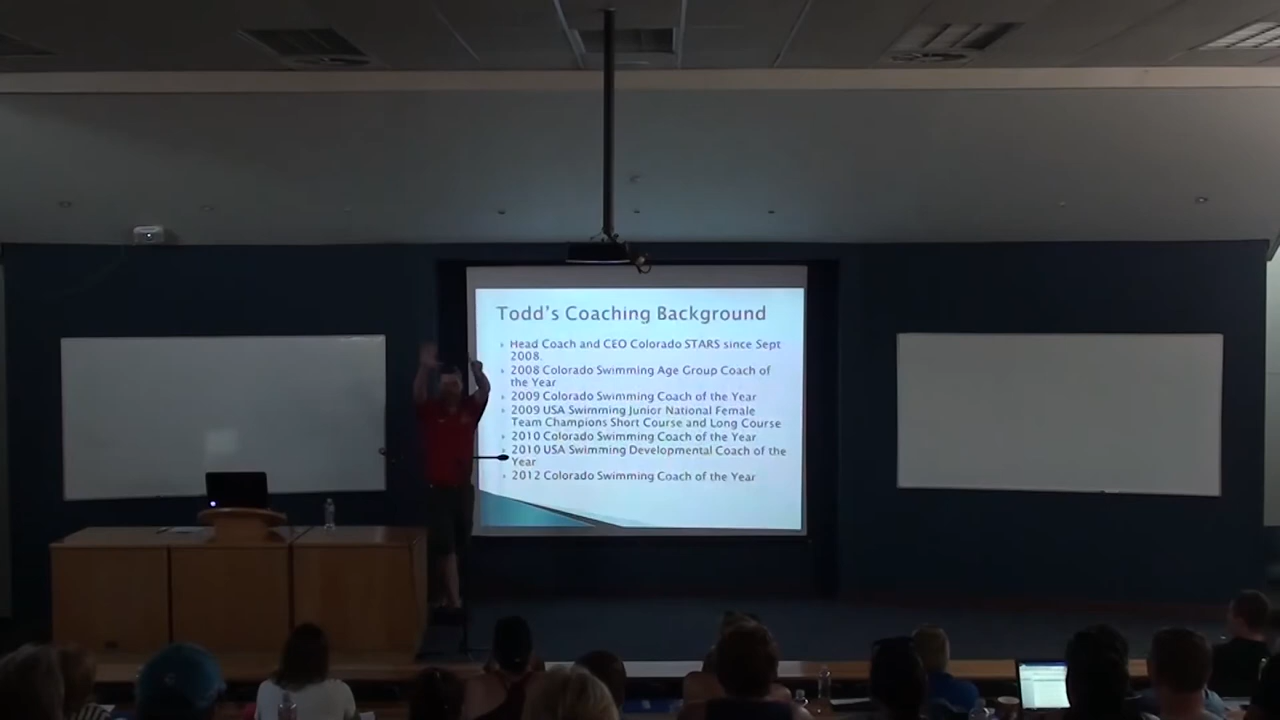 Todd's Coaching Background
Head Coach and CEO Colorado STARS since Sept
2008.
2008 Colorado Swimming Age Group Coach of
the Year
2009 Colorado Swimming Coach of the Year
2009 USA Swimming Junior National Female
Team Champions Short Course and Long Course
2010 Colorado Swimming Coach of the Year
2010 USA Swimming Developmental Coach of the
Year
2012 Colorado Swimming Coach of the Year